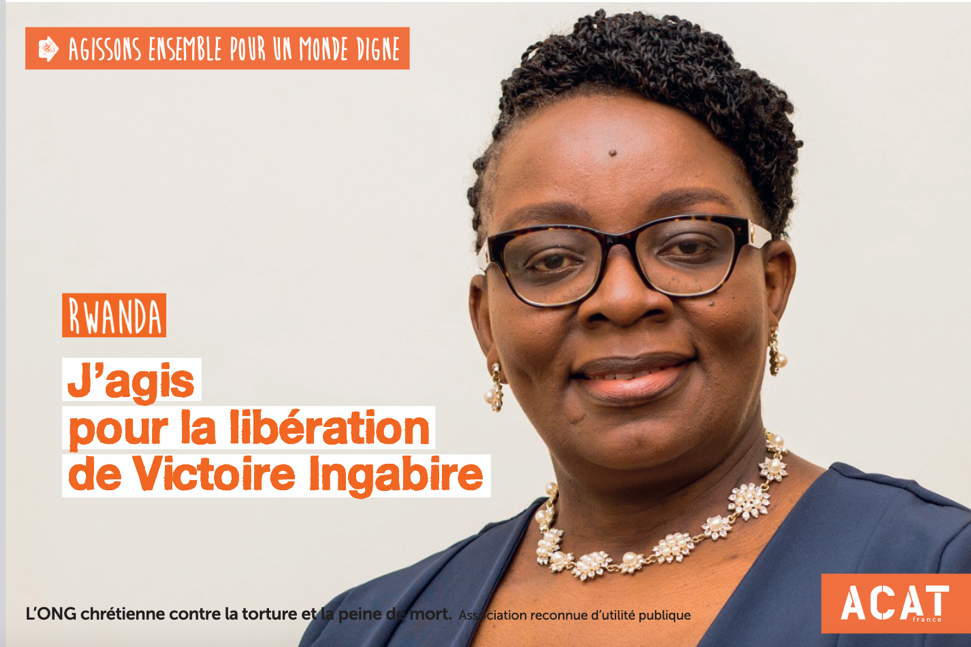 AGISSONS ENSEMBLE POUR UN MONDE DIGNE
RWANDA
J'agis
pour la libération
de Victoire Ingabire
L'ONG chrétienne contre la torture et la peine de mort. Association reconnue d'utilité publique
ACAT
france